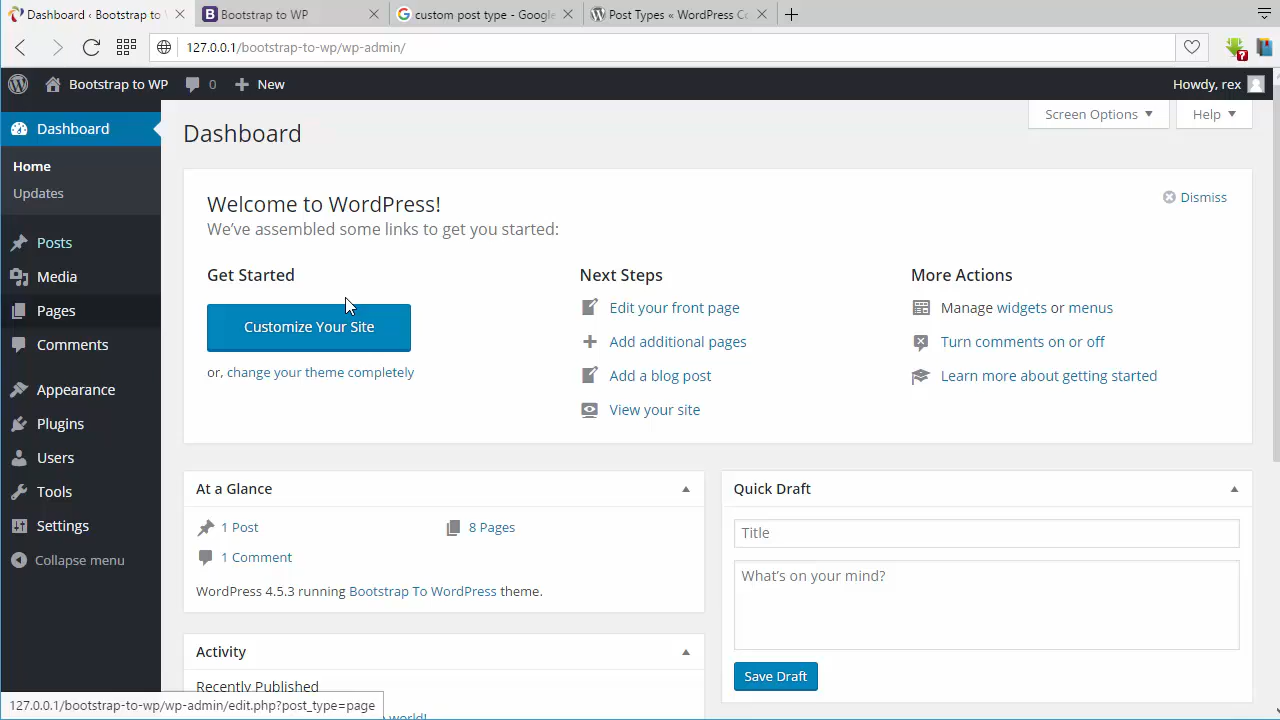 Dashboard ‹ Bootstrap to
Bootstrap to WP
custom post type - Google
Post Types « WordPress Co
127.0.0.1/bootstrap-to-wp/wp-admin/
Bootstrap to WP
0
New
Howdy, rex
Dashboard
Home
Updates
Posts
Media
Pages
Comments
Appearance
Plugins
Users
Tools
Settings
Collapse menu
Dashboard
Screen Options
Help
Welcome to WordPress!
We've assembled some links to get you started:
Dismiss
Get Started
Customize Your Site
or, change your theme completely
Next Steps
Edit your front page
Add additional pages
Add a blog post
View your site
More Actions
Manage widgets or menus
Turn comments on or off
Learn more about getting started
At a Glance
1 Post
8 Pages
1 Comment
WordPress 4.5.3 running Bootstrap To WordPress theme.
Activity
Recently Published
world!
Quick Draft
Title
What's on your mind?
Save Draft
127.0.0.1/bootstrap-to-wp/wp-admin/edit.php?post_type=page